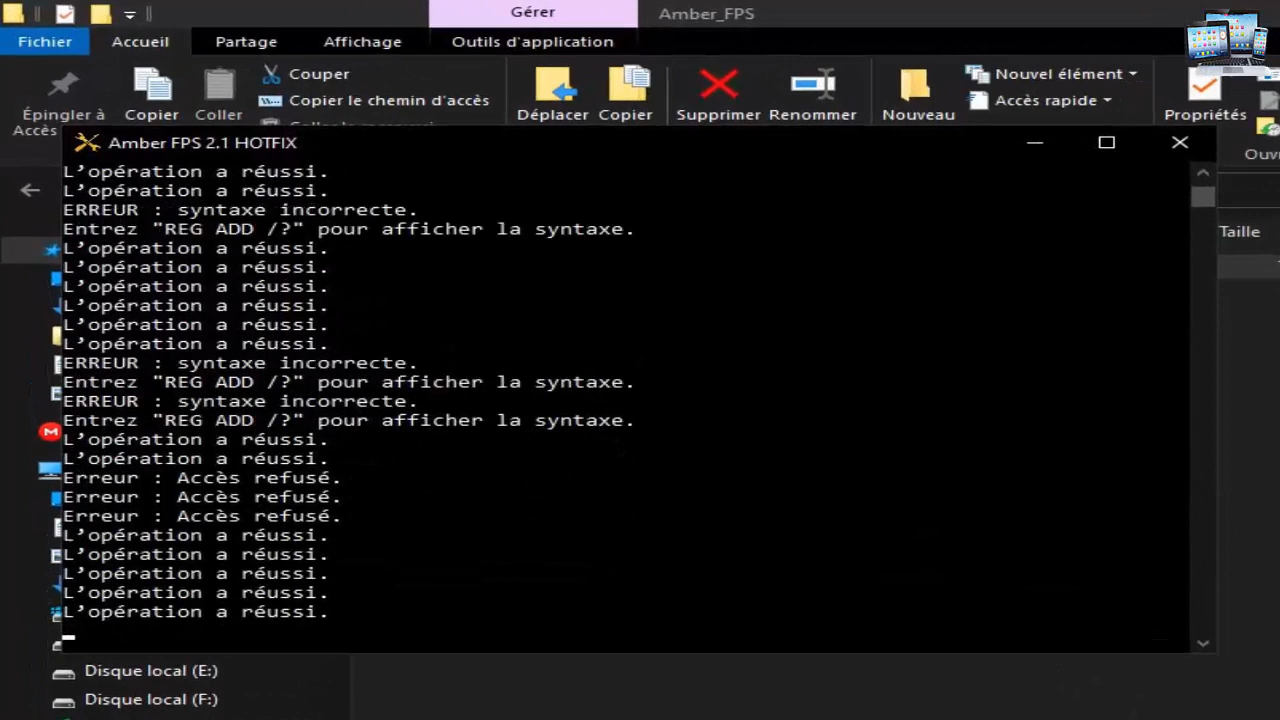 Gérer
Amber_FPS
Fichier
Accueil
Partage
Affichage
Outils d'application
Épingler à
Accès
Copier
Coller
Couper
Copier le chemin d'accès
Déplacer
Copier
Supprimer
Renommer
Nouveau
Nouvel élément
Accès rapide
Propriétés
Ouv
Amber FPS 2.1 HOTFIX
L'opération a réussi.
L'opération a réussi.
ERREUR : syntaxe incorrecte.
Entrez "REG ADD /?" pour afficher la syntaxe.
L'opération a réussi.
L'opération a réussi.
L'opération a réussi.
L'opération a réussi.
L'opération a réussi.
L'opération a réussi.
ERREUR : syntaxe incorrecte.
Entrez "REG ADD /?" pour afficher la syntaxe.
ERREUR : syntaxe incorrecte.
Entrez "REG ADD /?" pour afficher la syntaxe.
L'opération a réussi.
L'opération a réussi.
Erreur : Accès refusé.
Erreur : Accès refusé.
Erreur : Accès refusé.
L'opération a réussi.
L'opération a réussi.
L'opération a réussi.
L'opération a réussi.
L'opération a réussi.
Taille
Disque local (E:)
Disque local (F:)